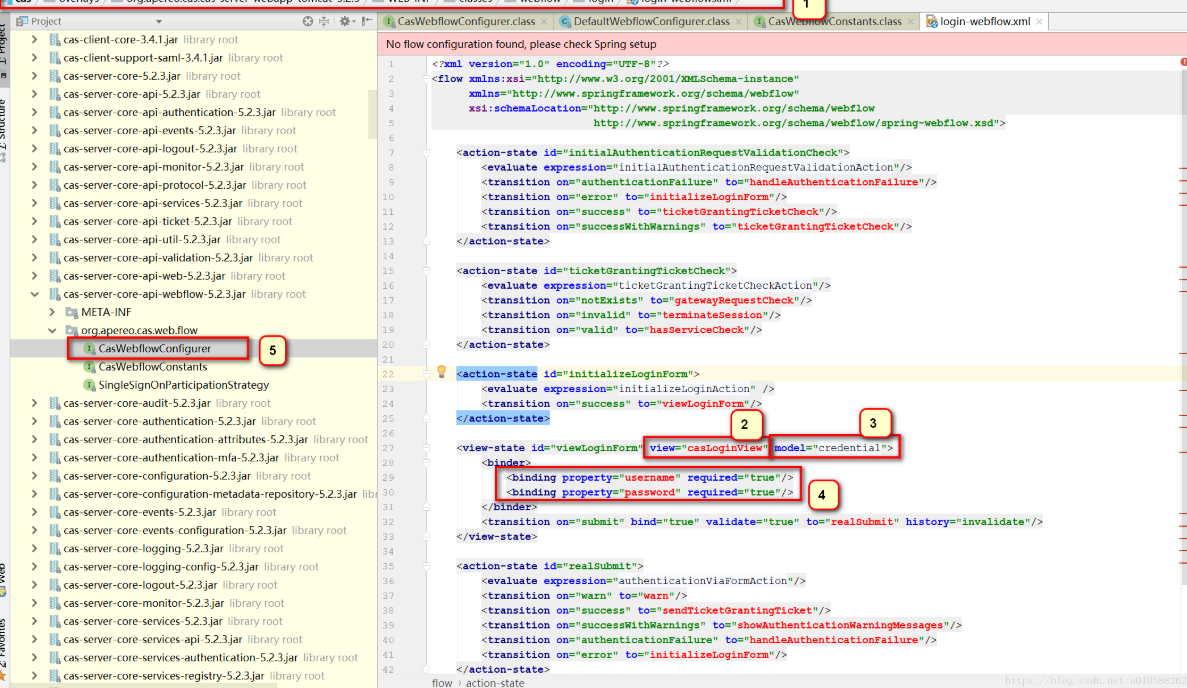 cas overlays org.apereo.cas.cas-server-webapp-tomcat-5.2.3 WEB-INF classes webflow login login-webflow.xml
1
Project
CasWebflowConfigurer.class
DefaultWebflowConfigurer.class
CasWebflowConstants.class
login-webflow.xml
1: Project
Z: Structure
Web
2: Favorites
cas-client-core-3.4.1.jar library root
cas-client-support-saml-3.4.1.jar library root
cas-server-core-5.2.3.jar library root
cas-server-core-api-5.2.3.jar library root
cas-server-core-api-authentication-5.2.3.jar library root
cas-server-core-api-events-5.2.3.jar library root
cas-server-core-api-logout-5.2.3.jar library root
cas-server-core-api-monitor-5.2.3.jar library root
cas-server-core-api-protocol-5.2.3.jar library root
cas-server-core-api-services-5.2.3.jar library root
cas-server-core-api-ticket-5.2.3.jar library root
cas-server-core-api-util-5.2.3.jar library root
cas-server-core-api-validation-5.2.3.jar library root
cas-server-core-api-web-5.2.3.jar library root
cas-server-core-api-webflow-5.2.3.jar library root
META-INF
org.apereo.cas.web.flow
CasWebflowConfigurer
5
CasWebflowConstants
SingleSignOnParticipationStrategy
cas-server-core-audit-5.2.3.jar library root
cas-server-core-authentication-5.2.3.jar library root
cas-server-core-authentication-attributes-5.2.3.jar library root
cas-server-core-authentication-mfa-5.2.3.jar library root
cas-server-core-configuration-5.2.3.jar library root
cas-server-core-configuration-metadata-repository-5.2.3.jar libr
cas-server-core-events-5.2.3.jar library root
cas-server-core-events-configuration-5.2.3.jar library root
cas-server-core-logging-5.2.3.jar library root
cas-server-core-logging-config-5.2.3.jar library root
cas-server-core-logout-5.2.3.jar library root
cas-server-core-monitor-5.2.3.jar library root
cas-server-core-services-5.2.3.jar library root
cas-server-core-services-api-5.2.3.jar library root
cas-server-core-services-authentication-5.2.3.jar library root
cas-server-core-services-registry-5.2.3.jar library root
No flow configuration found, please check Spring setup
1 <?xml version="1.0" encoding="UTF-8"?>
2 <flow xmlns:xsi="http://www.w3.org/2001/XMLSchema-instance"
3 xmlns="http://www.springframework.org/schema/webflow"
4 xsi:schemaLocation="http://www.springframework.org/schema/webflow
5 http://www.springframework.org/schema/webflow/spring-webflow.xsd">
6
7 <action-state id="initialAuthenticationRequestValidationCheck">
8 <evaluate expression="initialAuthenticationRequestValidationAction"/>
9 <transition on="authenticationFailure" to="handleAuthenticationFailure"/>
10 <transition on="error" to="initializeLoginForm"/>
11 <transition on="success" to="ticketGrantingTicketCheck"/>
12 <transition on="successWithWarnings" to="ticketGrantingTicketCheck"/>
13 </action-state>
14
15 <action-state id="ticketGrantingTicketCheck">
16 <evaluate expression="ticketGrantingTicketCheckAction"/>
17 <transition on="notExists" to="gatewayRequestCheck"/>
18 <transition on="invalid" to="terminateSession"/>
19 <transition on="valid" to="hasServiceCheck"/>
20 </action-state>
21
22 <action-state id="initializeLoginForm">
23 <evaluate expression="initializeLoginAction" />
24 <transition on="success" to="viewLoginForm"/>
25 </action-state>
26
2
3
27 <view-state id="viewLoginForm" view="casLoginView" model="credential">
28 <binder>
29 <binding property="username" required="true"/>
30 <binding property="password" required="true"/>
4
31 </binder>
32 <transition on="submit" bind="true" validate="true" to="realSubmit" history="invalidate"/>
33 </view-state>
34
35 <action-state id="realSubmit">
36 <evaluate expression="authenticationViaFormAction"/>
37 <transition on="warn" to="warn"/>
38 <transition on="success" to="sendTicketGrantingTicket"/>
39 <transition on="successWithWarnings" to="showAuthenticationWarningMessages"/>
40 <transition on="authenticationFailure" to="handleAuthenticationFailure"/>
41 <transition on="error" to="initializeLoginForm"/>
42 </action-state>
flow › action-state
https://blog.csdn.net/u010588262